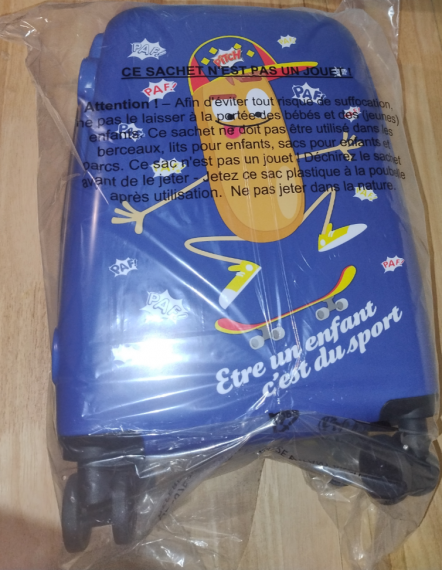 PAF!
PITCH
CE SACHET N'EST PAS UN JOUET!
PAF!
PAF!
Attention ! – Afin d'éviter tout risque de suffocation,
ne pas le laisser à la portée des bébés et des (jeunes)
enfants. Ce sachet ne doit pas être utilisé dans les
berceaux, lits pour enfants, sacs pour enfants et
parcs. Ce sac n'est pas un jouet ! Déchirez le sachet
avant de le jeter - Jetez ce sac plastique à la poubelle
après utilisation. Ne pas jeter dans la nature.
PAF!
PAF!
PAF!
Etre un enfant
c'est du sport